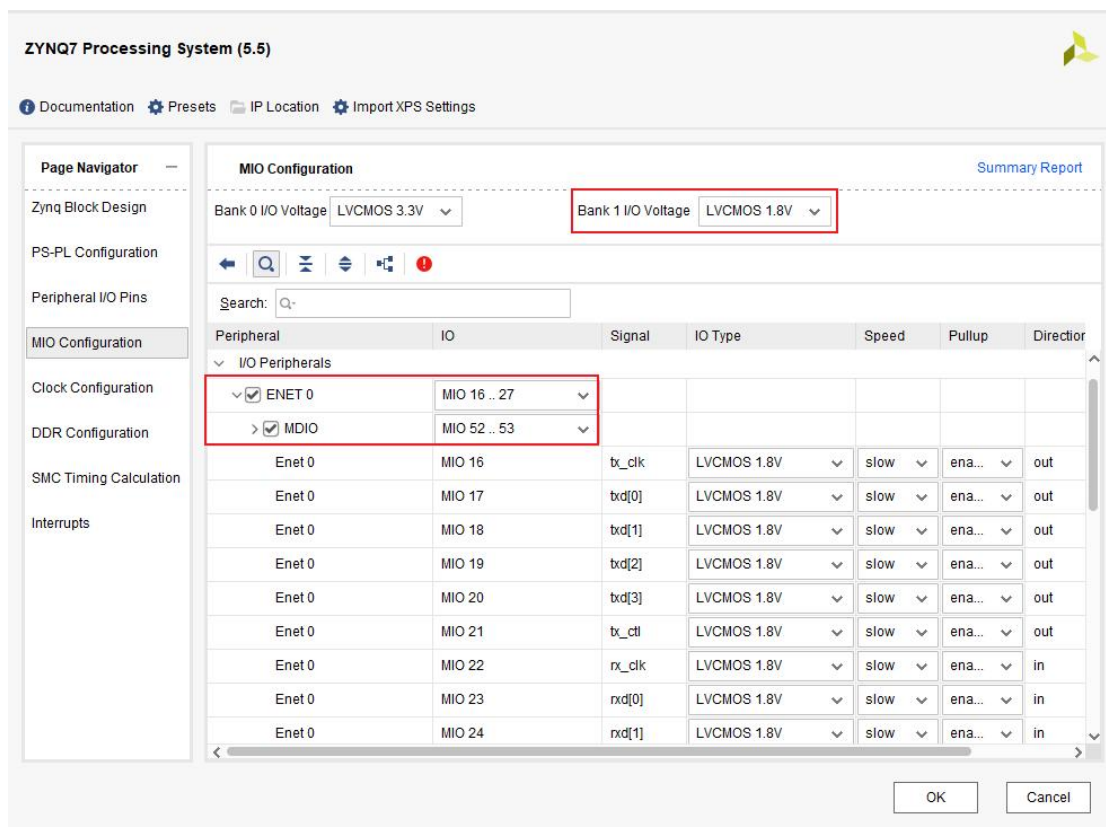 ZYNQ7 Processing System (5.5)
Documentation Presets IP Location Import XPS Settings
Page Navigator
Zynq Block Design
PS-PL Configuration
Peripheral I/O Pins
MIO Configuration
Clock Configuration
DDR Configuration
SMC Timing Calculation
Interrupts
MIO Configuration Summary Report
Bank 0 I/O Voltage LVCMOS 3.3V Bank 1 I/O Voltage LVCMOS 1.8V
Search:
Peripheral IO Signal IO Type Speed Pullup Direction
I/O Peripherals
ENET 0 MIO 16 .. 27
MDIO MIO 52 .. 53
Enet 0 MIO 16 tx_clk LVCMOS 1.8V slow ena... out
Enet 0 MIO 17 txd[0] LVCMOS 1.8V slow ena... out
Enet 0 MIO 18 txd[1] LVCMOS 1.8V slow ena... out
Enet 0 MIO 19 txd[2] LVCMOS 1.8V slow ena... out
Enet 0 MIO 20 txd[3] LVCMOS 1.8V slow ena... out
Enet 0 MIO 21 tx_ctl LVCMOS 1.8V slow ena... out
Enet 0 MIO 22 rx_clk LVCMOS 1.8V slow ena... in
Enet 0 MIO 23 rxd[0] LVCMOS 1.8V slow ena... in
Enet 0 MIO 24 rxd[1] LVCMOS 1.8V slow ena... in
OK Cancel